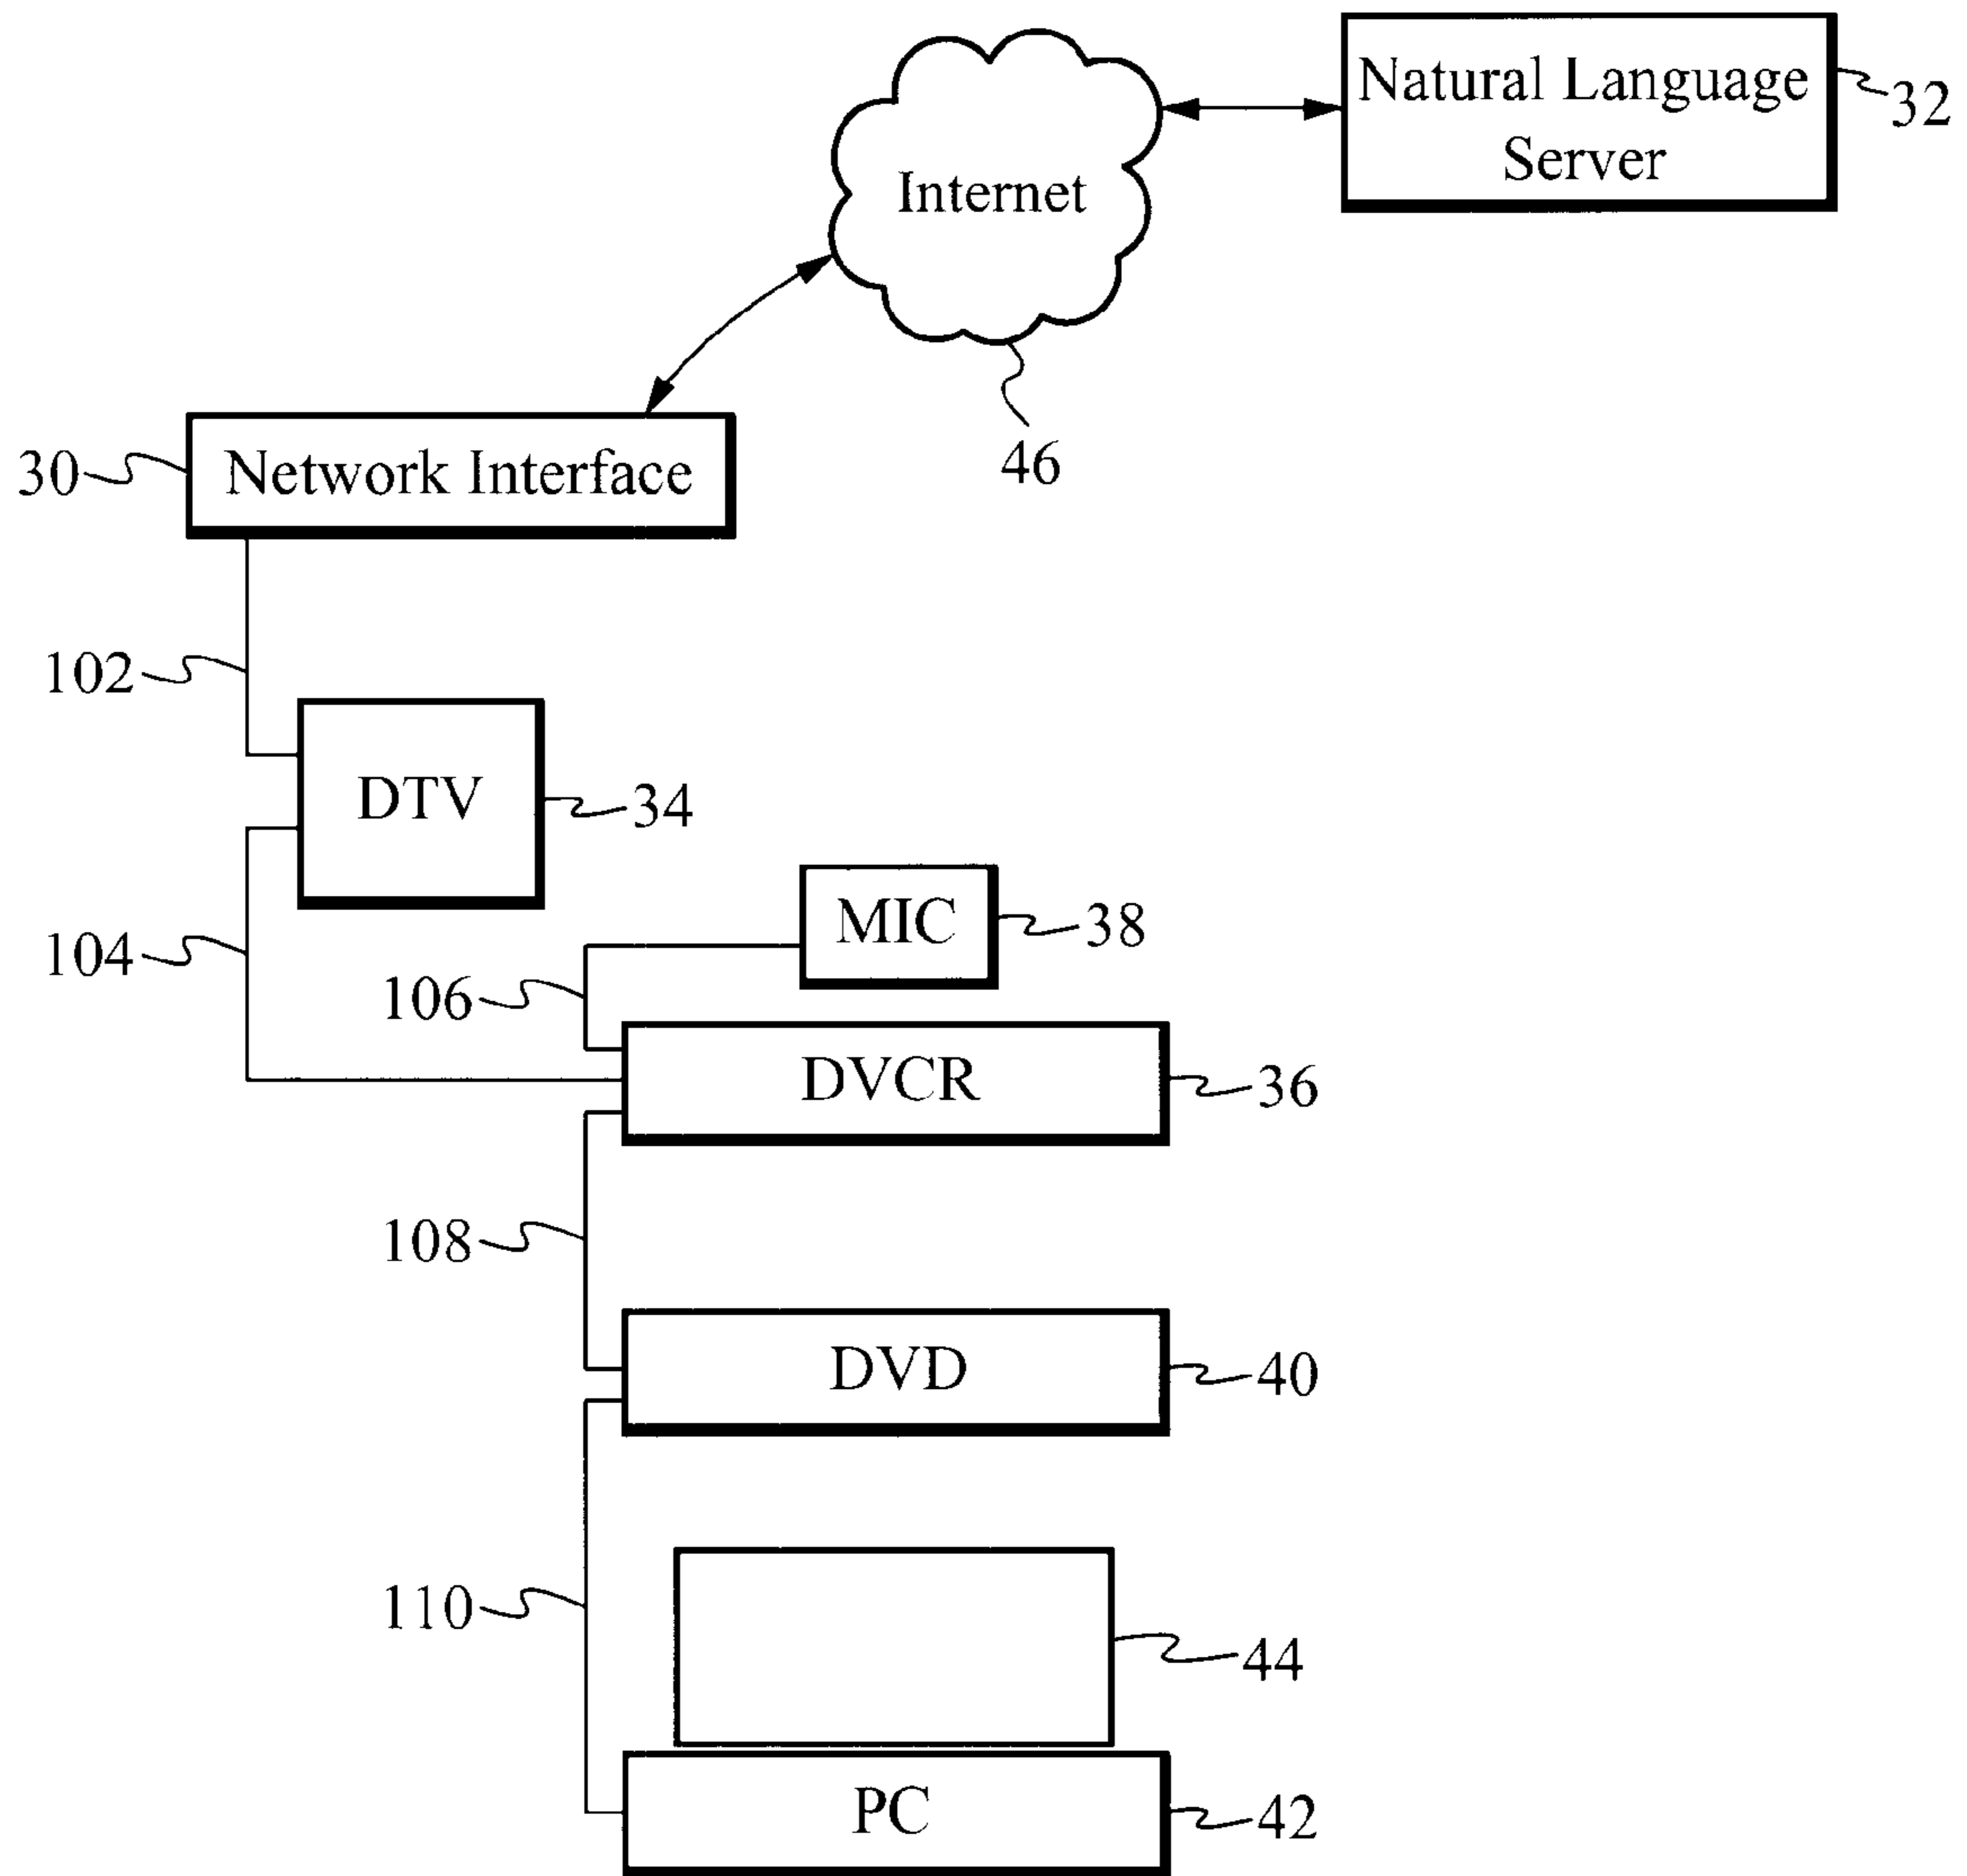 Natural Language
Server
32
Internet
46
30
Network Interface
102
DTV
34
104
MIC
38
106
DVCR
36
108
DVD
40
110
44
PC
42